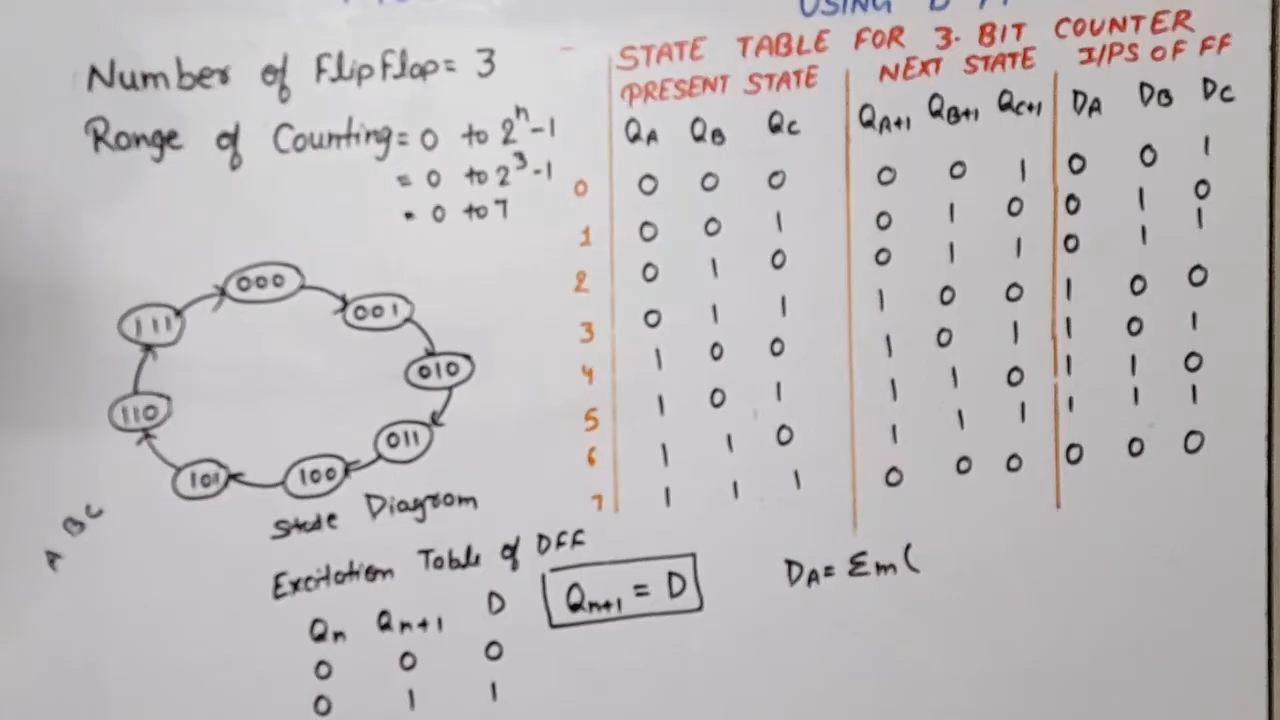 USING D
Number of FlipFlop = 3
Range of Counting = 0 to 2^n - 1
= 0 to 2^3 - 1
= 0 to 7
STATE TABLE FOR 3-BIT COUNTER
PRESENT STATE NEXT STATE I/PS OF FF
QA QB QC QA+1 QB+1 QC+1 DA DB DC
0 0 0 0 0 0 1 0 0 1
1 0 0 1 0 1 0 0 1 0
2 0 1 0 0 1 1 0 1 1
3 0 1 1 1 0 0 1 0 0
4 1 0 0 1 0 1 1 0 1
5 1 0 1 1 1 0 1 1 0
6 1 1 0 1 1 1 1 1 1
7 1 1 1 0 0 0 0 0 0
000
111 001
010
110
011
101 100
A B C
State Diagram
Excitation Table of DFF
Qn Qn+1 D
0 0 0
0 1 1
Qn+1 = D
DA = Σm(